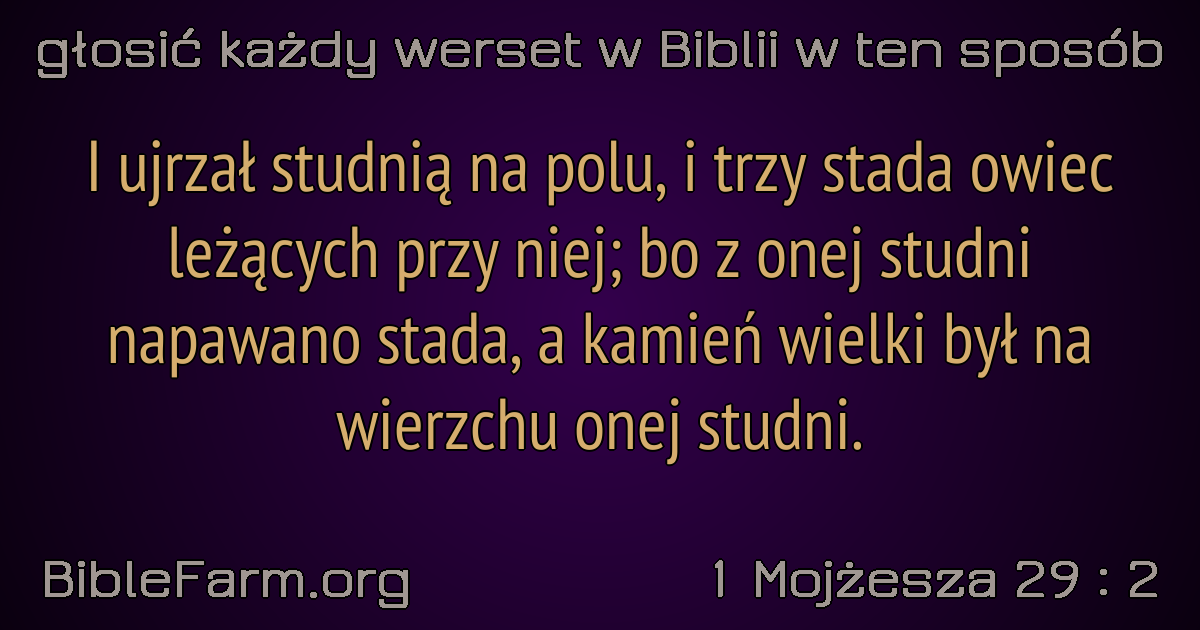 głosić każdy werset w Biblii w ten sposób
I ujrzał studnią na polu, i trzy stada owiec
leżących przy niej; bo z onej studni
napawano stada, a kamień wielki był na
wierzchu onej studni.
BibleFarm.org
1 Mojżesza 29 : 2